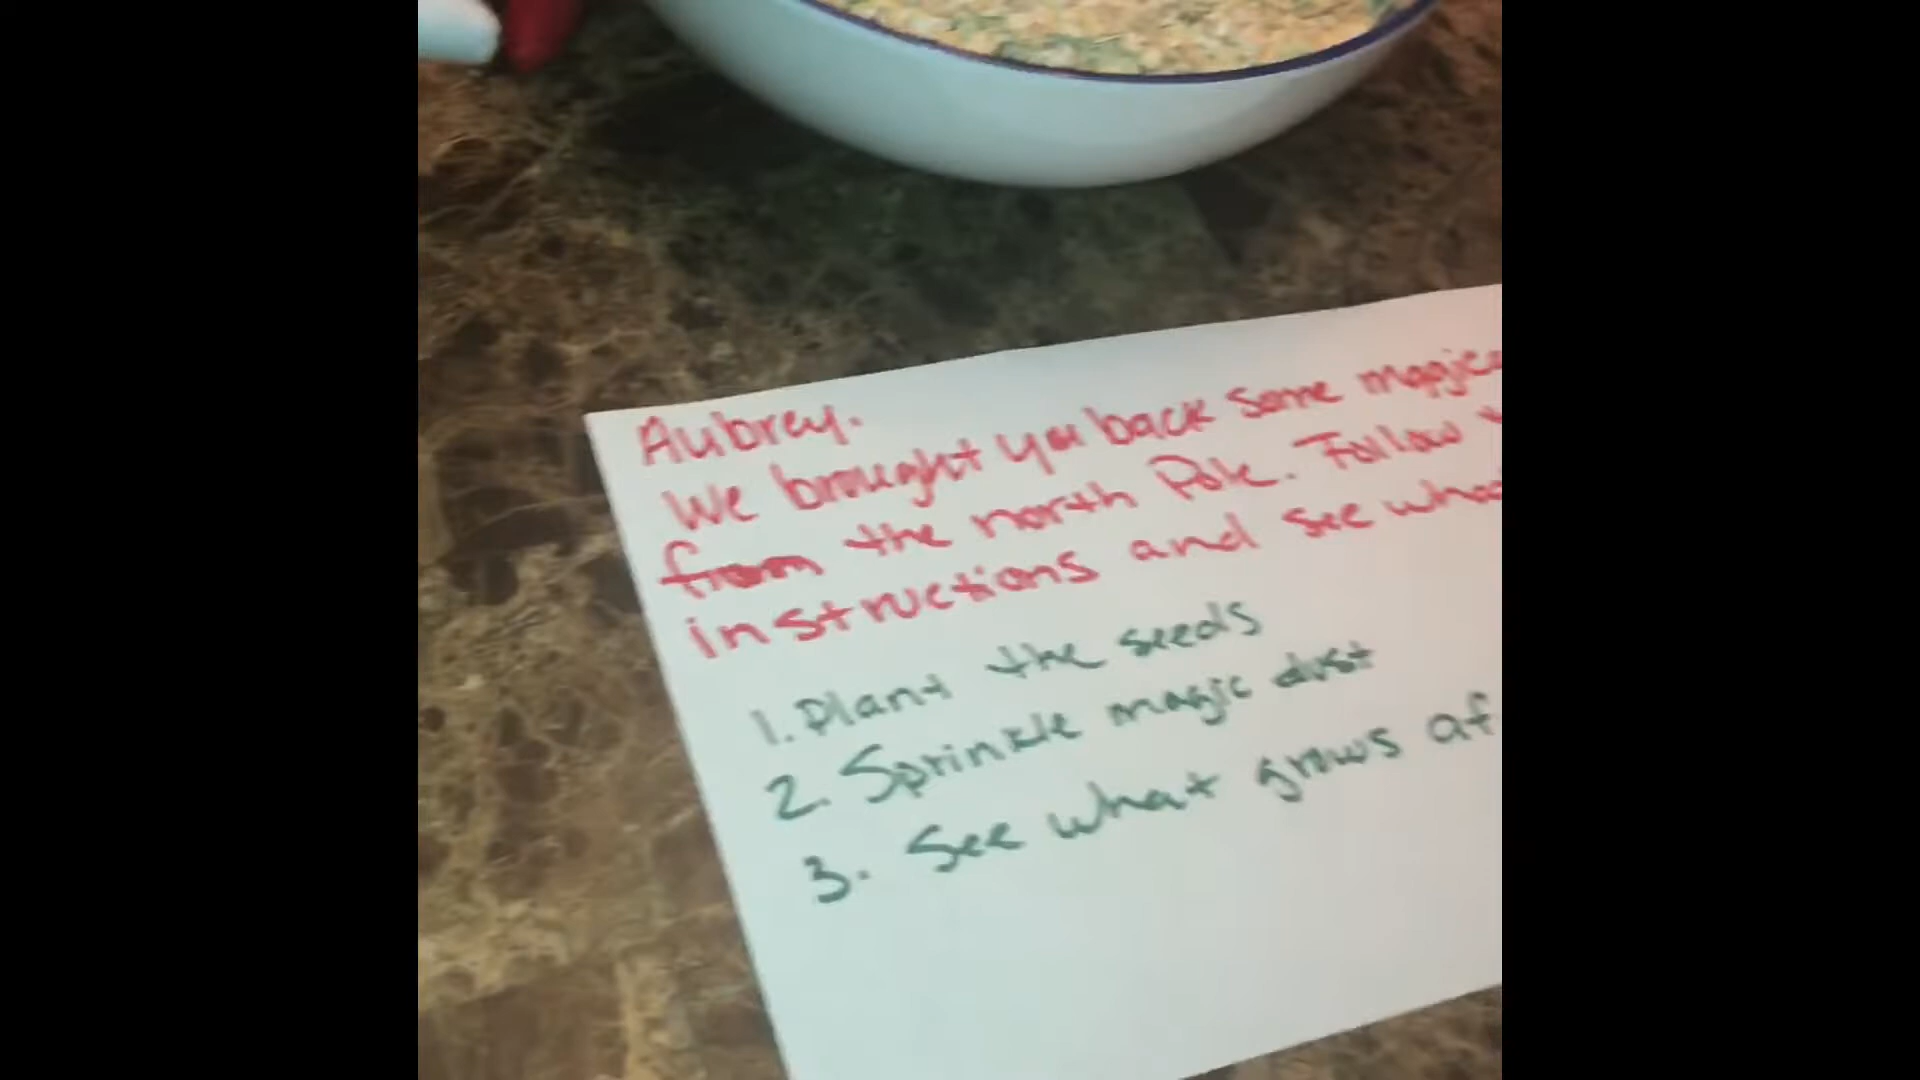 Aubrey.
We brought you back some magic
from the north Pole. Follow
instructions and see what
1. Plant the seeds
2. Sprinkle magic dust
3. See what grows af